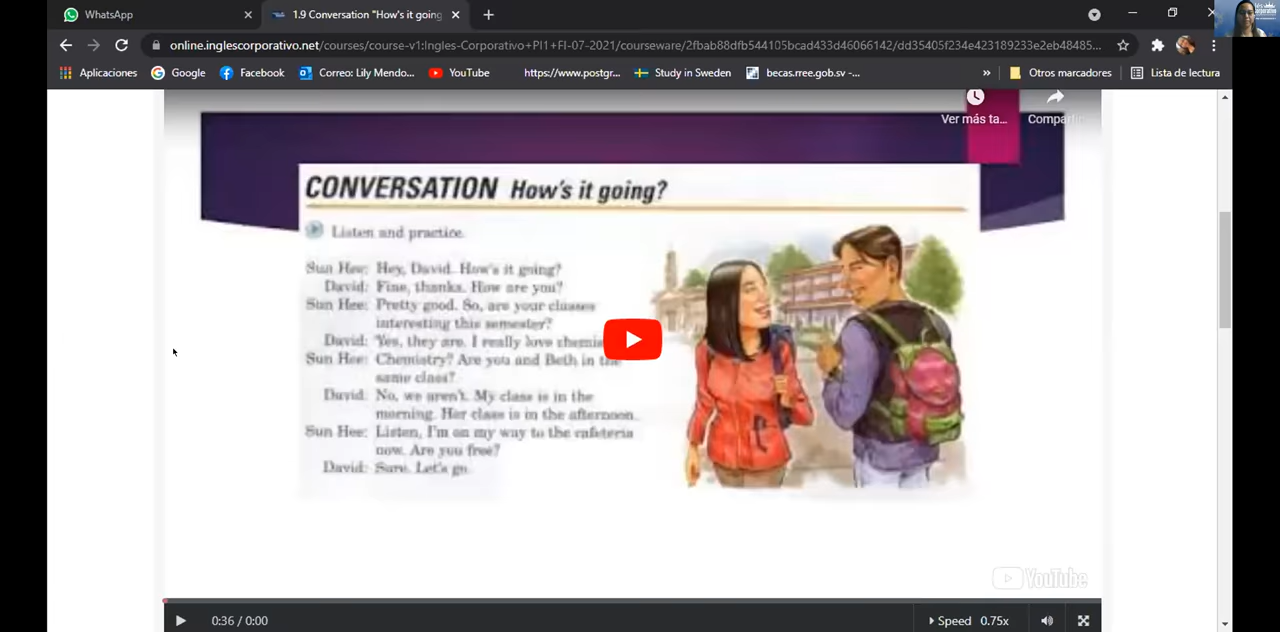 WhatsApp
1.9 Conversation "How's it going
online.inglescorporativo.net/courses/course-v1:Ingles-Corporativo+PI1+FI-07-2021/courseware/2fbab88dfb544105bcad433d46066142/dd35405f234e423189233e2eb48485...
Aplicaciones Google Facebook Correo: Lily Mendo... YouTube https://www.postgr... Study in Sweden becas.rree.gob.sv -... » Otros marcadores Lista de lectura
Ver más ta... Compartir
CONVERSATION How's it going?
Listen and practice.
Sun Hee: Hey, David. How's it going?
David: Fine, thanks. How are you?
Sun Hee: Pretty good. So, are your classes
interesting this semester?
David: Yes, they are. I really love chemis
Sun Hee: Chemistry? Are you and Beth in the
same class?
David: No, we aren't. My class is in the
morning. Her class is in the afternoon.
Sun Hee: Listen, I'm on my way to the cafeteria
now. Are you free?
David: Sure. Let's go.
YouTube
0:36 / 0:00 Speed 0.75x